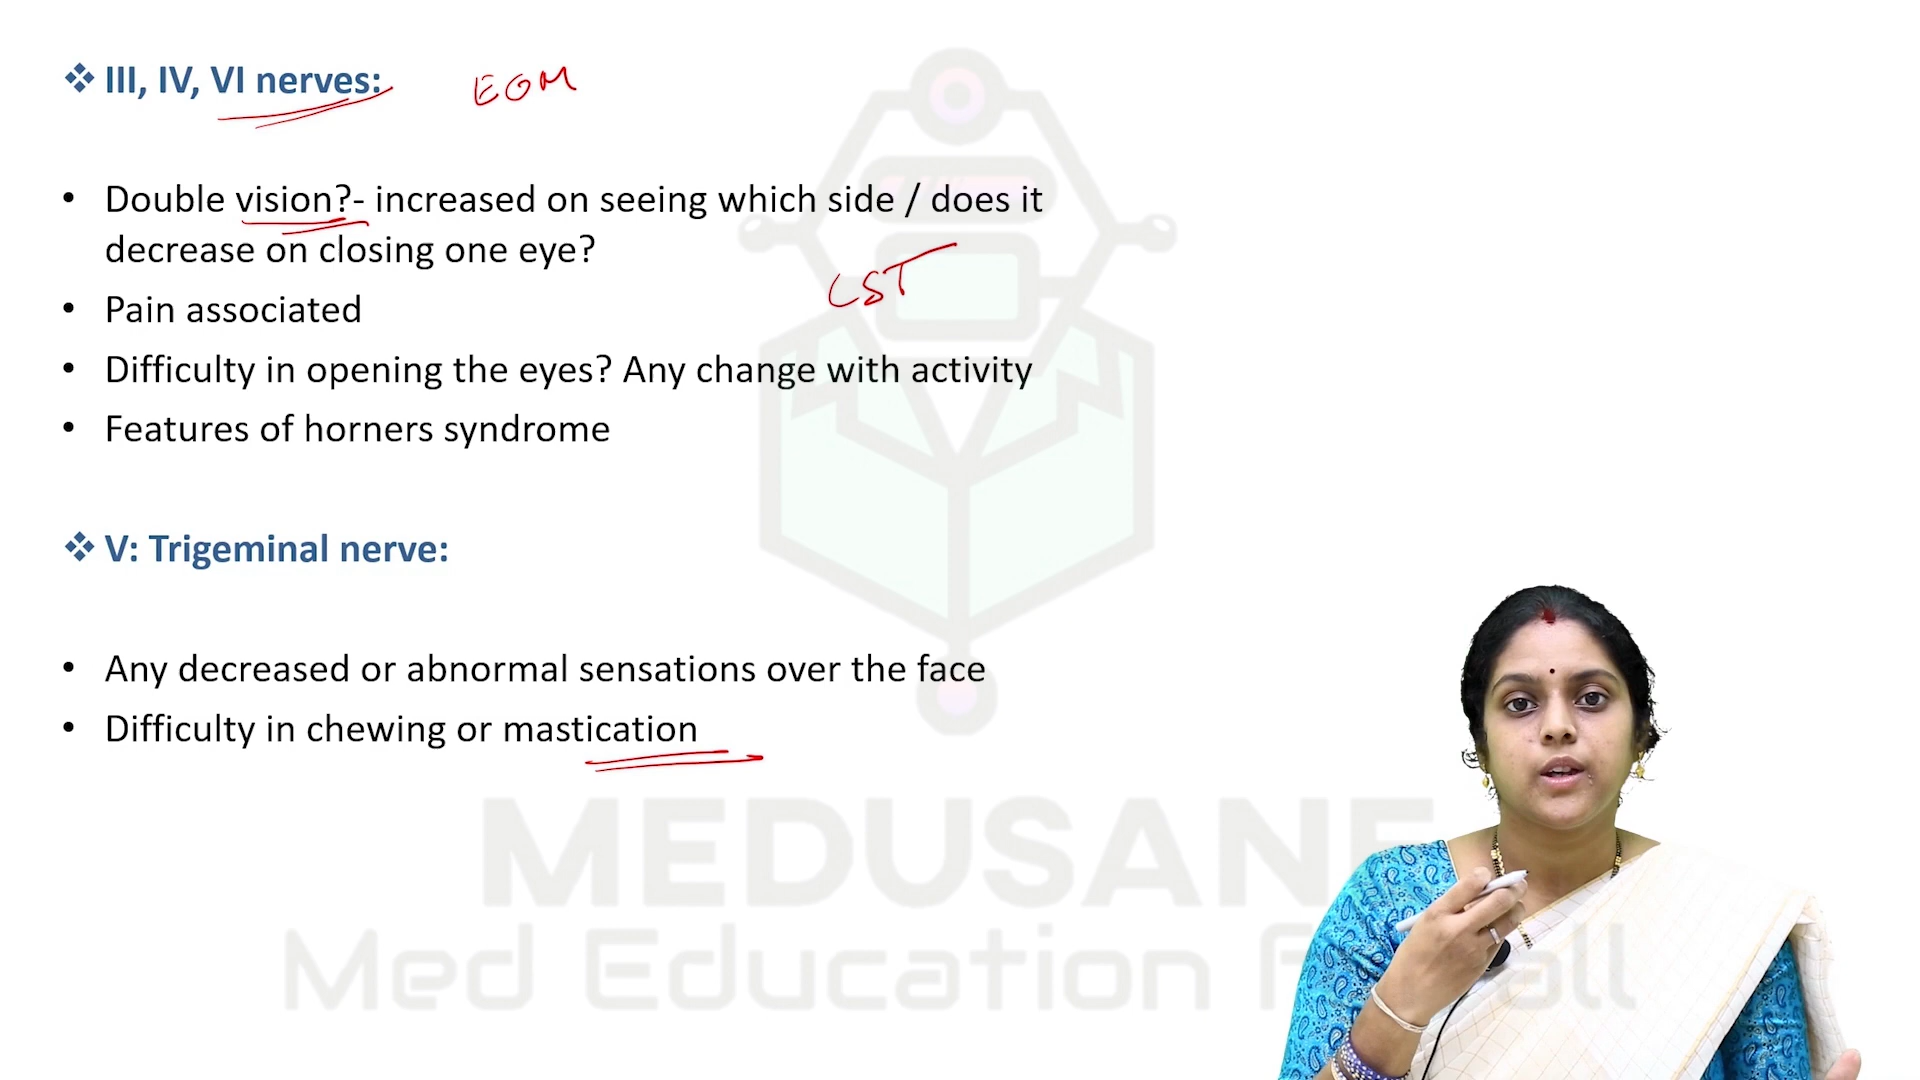 ❖ III, IV, VI nerves: EOM
• Double vision?- increased on seeing which side / does it
decrease on closing one eye?
CST
• Pain associated
• Difficulty in opening the eyes? Any change with activity
• Features of horners syndrome
❖ V: Trigeminal nerve:
• Any decreased or abnormal sensations over the face
• Difficulty in chewing or mastication
MEDUSANE
Med Education F all